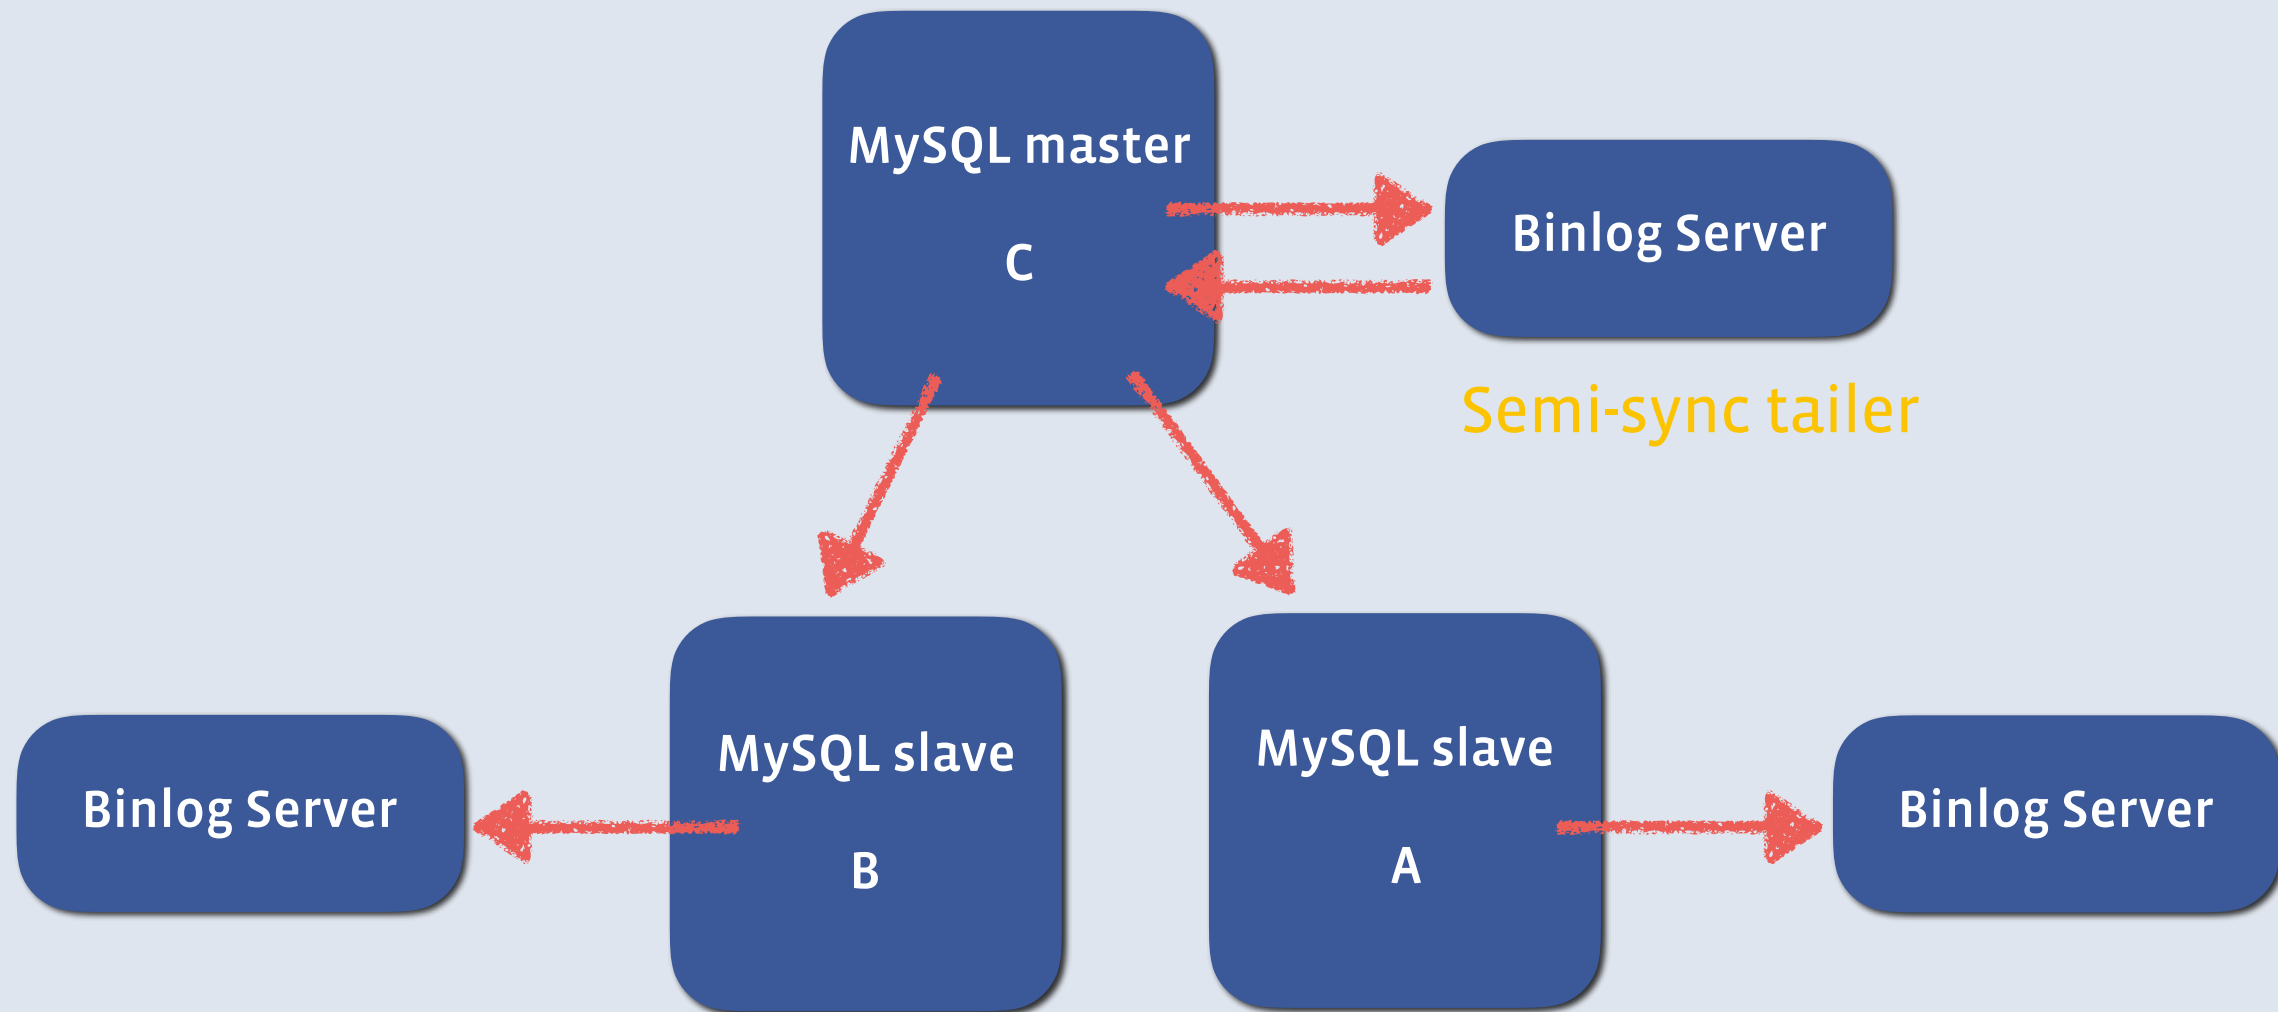 MySQL master
C
Binlog Server
Semi-sync tailer
Binlog Server
MySQL slave
B
MySQL slave
A
Binlog Server